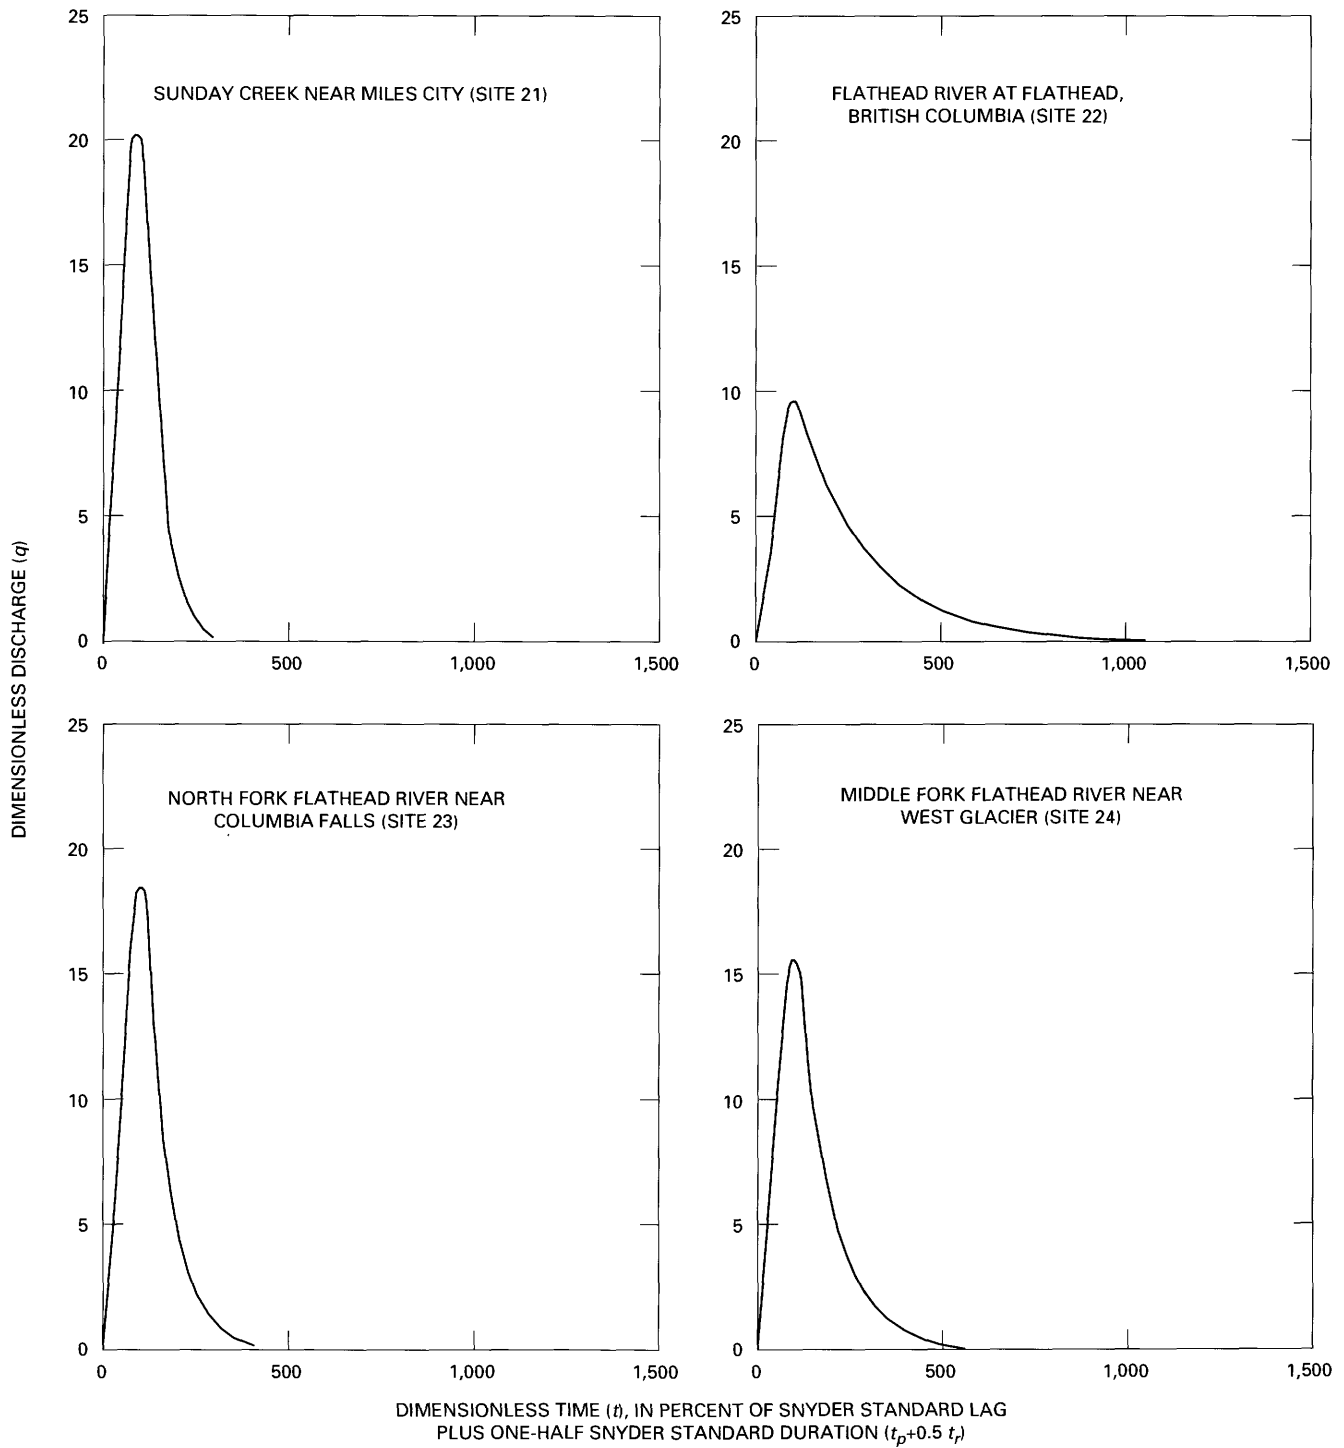 DIMENSIONLESS DISCHARGE (q)
25
20
15
10
5
0
SUNDAY CREEK NEAR MILES CITY (SITE 21)
0 500 1,000 1,500
25
20
15
10
5
0
FLATHEAD RIVER AT FLATHEAD,
BRITISH COLUMBIA (SITE 22)
0 500 1,000 1,500
25
20
15
10
5
0
NORTH FORK FLATHEAD RIVER NEAR
COLUMBIA FALLS (SITE 23)
0 500 1,000 1,500
25
20
15
10
5
0
MIDDLE FORK FLATHEAD RIVER NEAR
WEST GLACIER (SITE 24)
0 500 1,000 1,500
DIMENSIONLESS TIME (t), IN PERCENT OF SNYDER STANDARD LAG
PLUS ONE-HALF SNYDER STANDARD DURATION (tp+0.5 tr)